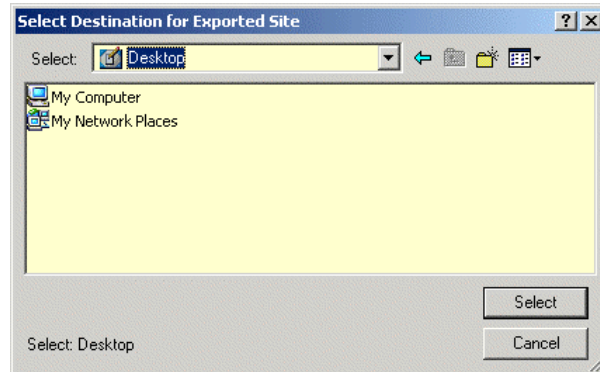 Select Destination for Exported Site
Select: Desktop
My Computer
My Network Places
Select
Select: Desktop
Cancel